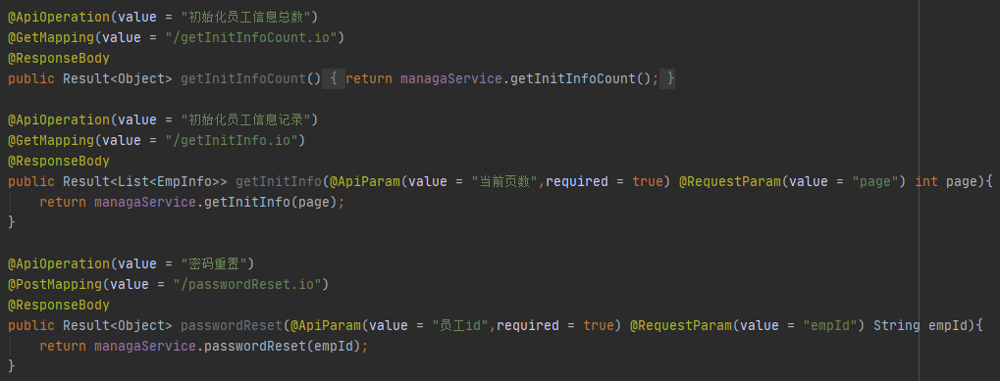 @ApiOperation(value = "初始化员工信息总数")
@GetMapping(value = "/getInitInfoCount.io")
@ResponseBody
public Result<Object> getInitInfoCount() { return managaService.getInitInfoCount(); }
@ApiOperation(value = "初始化员工信息记录")
@GetMapping(value = "/getInitInfo.io")
@ResponseBody
public Result<List<EmpInfo>> getInitInfo(@ApiParam(value = "当前页数",required = true) @RequestParam(value = "page") int page){
return managaService.getInitInfo(page);
}
@ApiOperation(value = "密码重置")
@PostMapping(value = "/passwordReset.io")
@ResponseBody
public Result<Object> passwordReset(@ApiParam(value = "员工id",required = true) @RequestParam(value = "empId") String empId){
return managaService.passwordReset(empId);
}